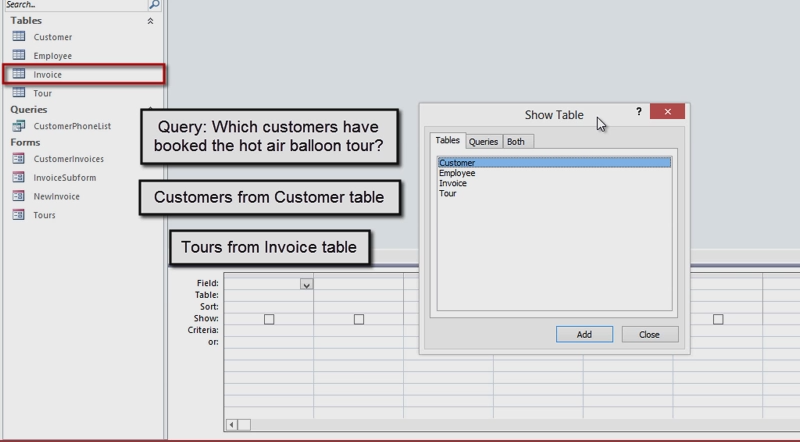 Search...
Tables
Customer
Employee
Invoice
Tour
Queries
CustomerPhoneList
Forms
CustomerInvoices
InvoiceSubform
NewInvoice
Tours
Query: Which customers have
booked the hot air balloon tour?
Customers from Customer table
Tours from Invoice table
Show Table
?
Tables
Queries
Both
Customer
Employee
Invoice
Tour
Add
Close
Field:
Table:
Sort:
Show:
Criteria:
or: